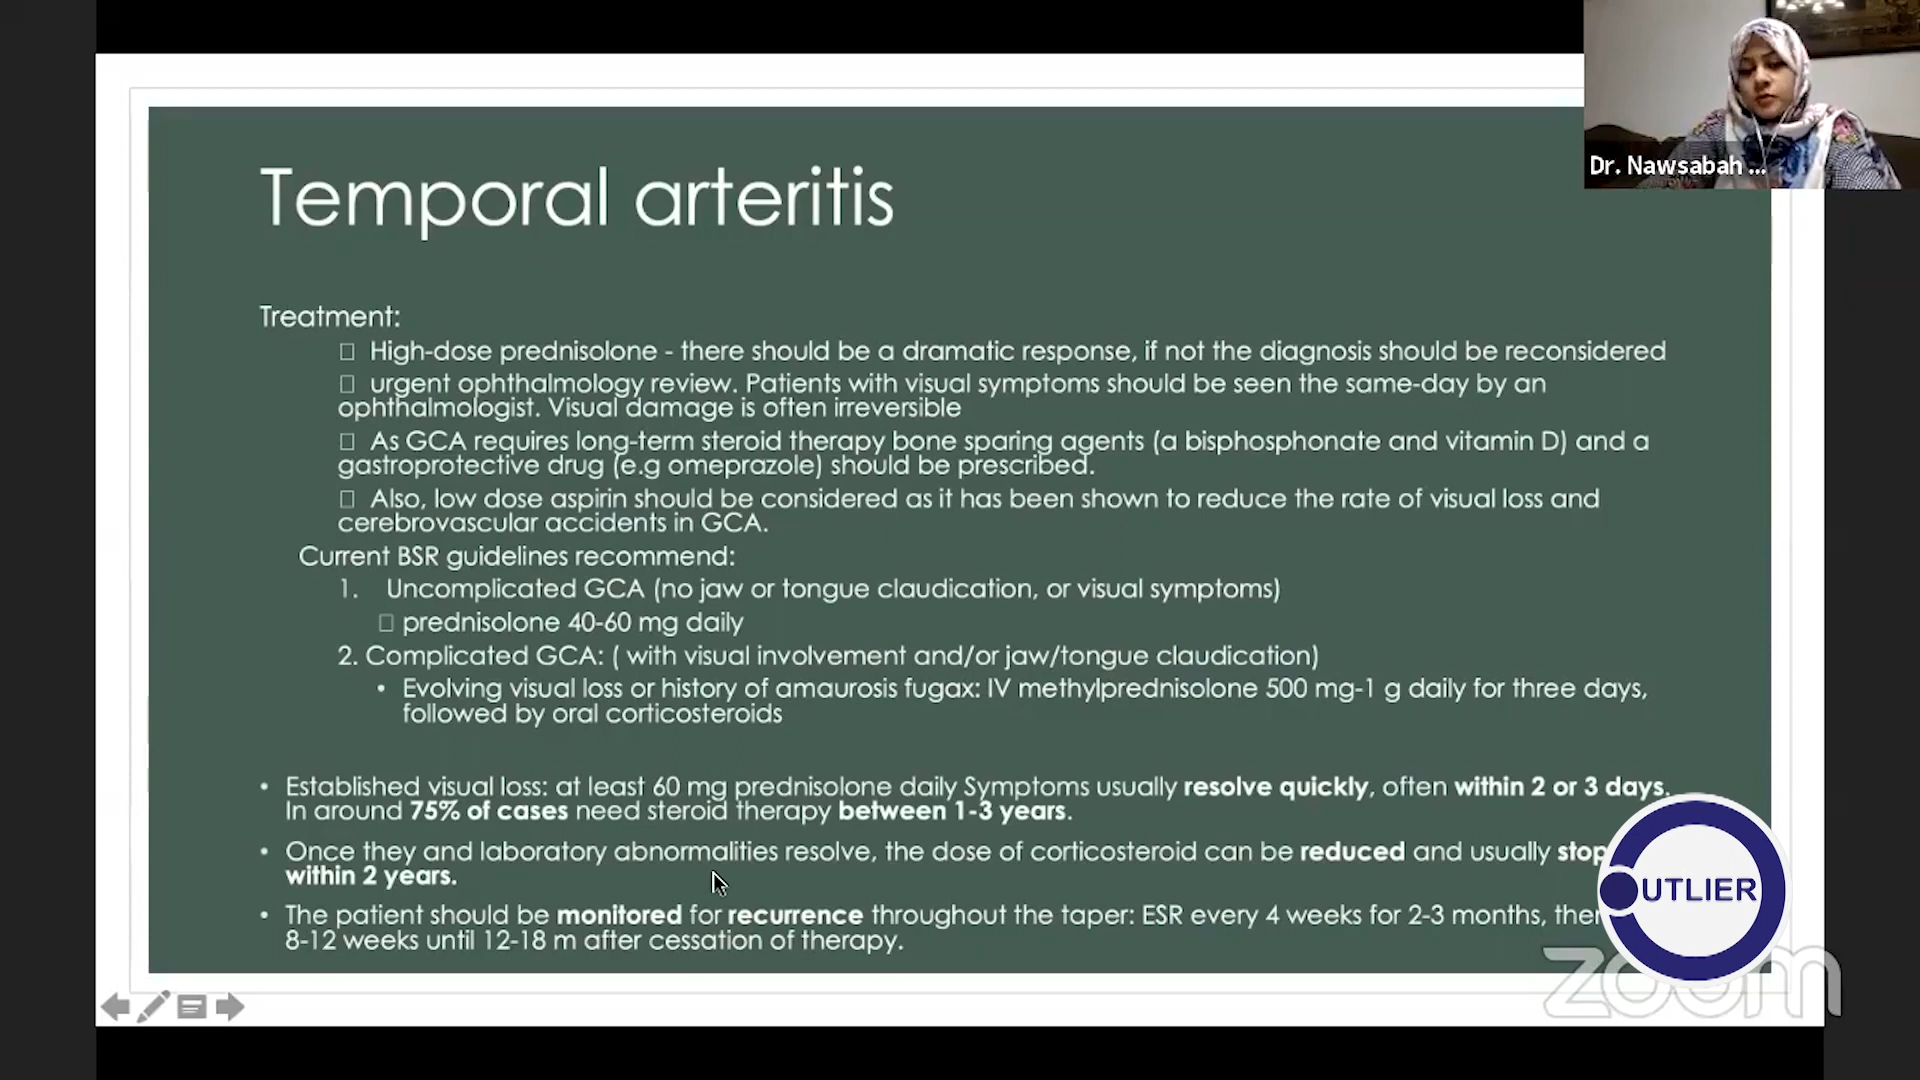 Dr. Nawsabah ...
Temporal arteritis
Treatment:
High-dose prednisolone - there should be a dramatic response, if not the diagnosis should be reconsidered
urgent ophthalmology review. Patients with visual symptoms should be seen the same-day by an
ophthalmologist. Visual damage is often irreversible
As GCA requires long-term steroid therapy bone sparing agents (a bisphosphonate and vitamin D) and a
gastroprotective drug (e.g omeprazole) should be prescribed.
Also, low dose aspirin should be considered as it has been shown to reduce the rate of visual loss and
cerebrovascular accidents in GCA.
Current BSR guidelines recommend:
1. Uncomplicated GCA (no jaw or tongue claudication, or visual symptoms)
prednisolone 40-60 mg daily
2. Complicated GCA: ( with visual involvement and/or jaw/tongue claudication)
• Evolving visual loss or history of amaurosis fugax: IV methylprednisolone 500 mg-1 g daily for three days,
followed by oral corticosteroids
• Established visual loss: at least 60 mg prednisolone daily Symptoms usually resolve quickly, often within 2 or 3 days.
In around 75% of cases need steroid therapy between 1-3 years.
• Once they and laboratory abnormalities resolve, the dose of corticosteroid can be reduced and usually stop
within 2 years.
• The patient should be monitored for recurrence throughout the taper: ESR every 4 weeks for 2-3 months,
8-12 weeks until 12-18 m after cessation of therapy.
OUTLIER
zoom